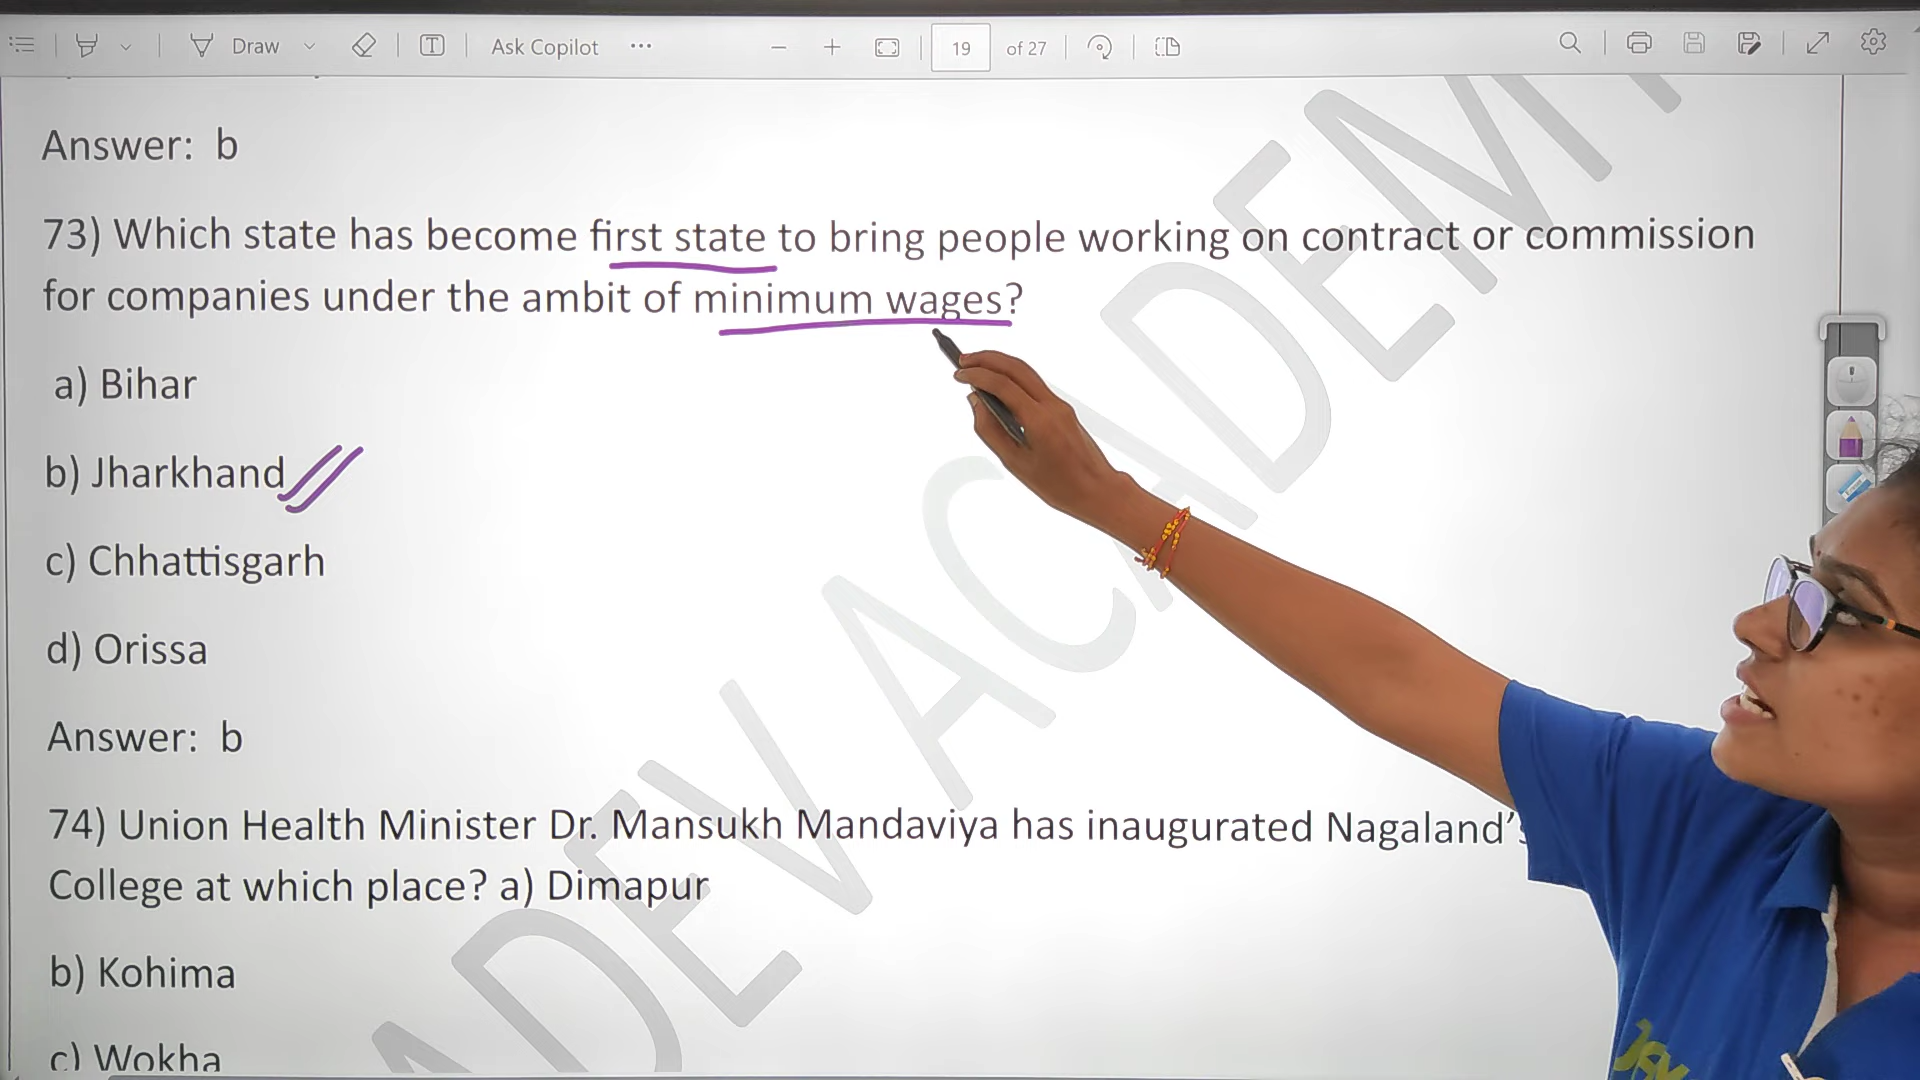 Draw Ask Copilot ... 19 of 27
Answer: b
73) Which state has become first state to bring people working on contract or commission
for companies under the ambit of minimum wages?
a) Bihar
b) Jharkhand
c) Chhattisgarh
d) Orissa
Answer: b
74) Union Health Minister Dr. Mansukh Mandaviya has inaugurated Nagaland's
College at which place? a) Dimapur
b) Kohima
c) Wokha
DEV ACADEMY